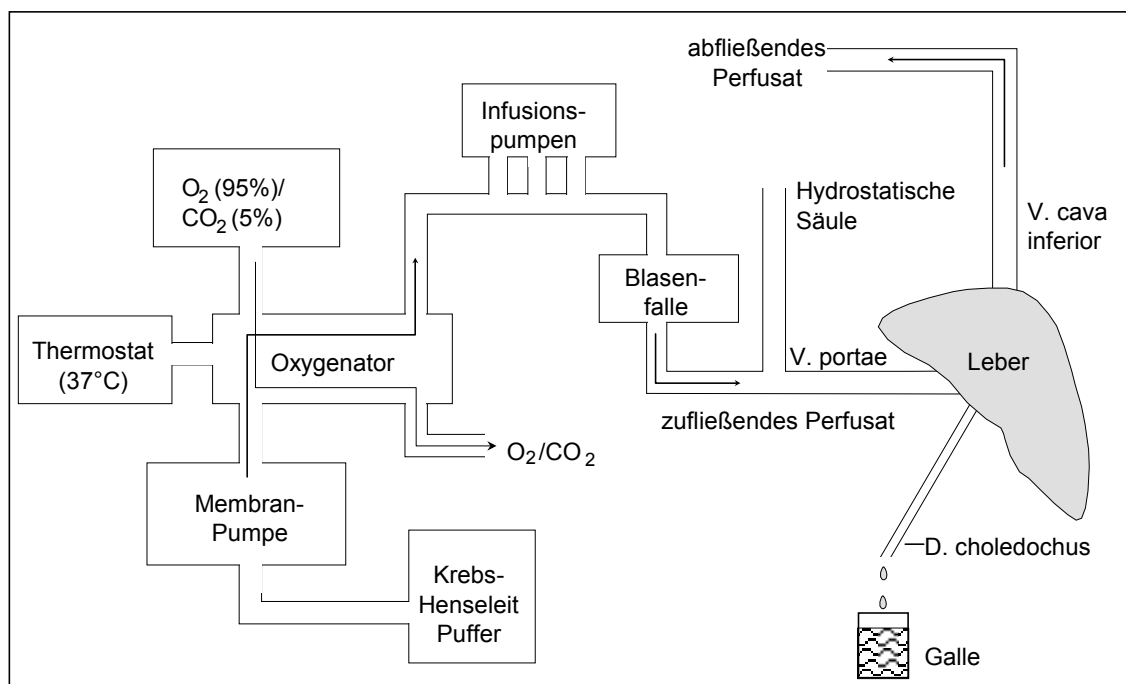 abfließendes
Perfusat
Infusions-
pumpen
O2 (95%)/
CO2 (5%)
Hydrostatische
Säule
V. cava
inferior
Blasen-
falle
Thermostat
(37°C)
Oxygenator
V. portae
Leber
zufließendes Perfusat
O2/CO2
Membran-
Pumpe
D. choledochus
Krebs-
Henseleit
Puffer
Galle